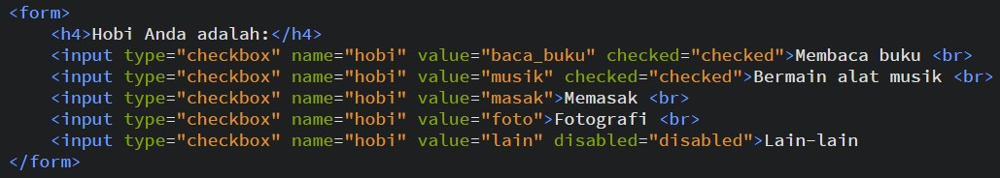 <form>
    <h4>Hobi Anda adalah:</h4>
    <input type="checkbox" name="hobi" value="baca_buku" checked="checked">Membaca buku <br>
    <input type="checkbox" name="hobi" value="musik" checked="checked">Bermain alat musik <br>
    <input type="checkbox" name="hobi" value="masak">Memasak <br>
    <input type="checkbox" name="hobi" value="foto">Fotografi <br>
    <input type="checkbox" name="hobi" value="lain" disabled="disabled">Lain-lain
</form>